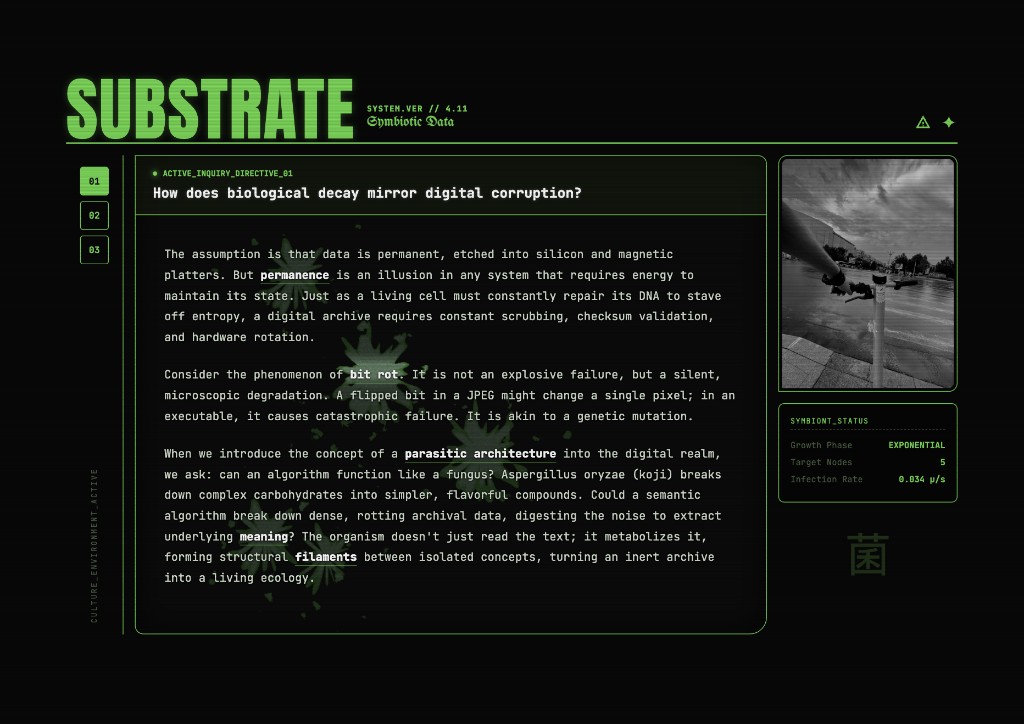 SUBSTRATE
SYSTEM.VER // 4.11
Symbiotic Data
01
02
03
CULTURE_ENVIRONMENT_ACTIVE
ACTIVE_INQUIRY_DIRECTIVE_01
How does biological decay mirror digital corruption?
The assumption is that data is permanent, etched into silicon and magnetic
platters. But permanence is an illusion in any system that requires energy to
maintain its state. Just as a living cell must constantly repair its DNA to stave
off entropy, a digital archive requires constant scrubbing, checksum validation,
and hardware rotation.
Consider the phenomenon of bit rot. It is not an explosive failure, but a silent,
microscopic degradation. A flipped bit in a JPEG might change a single pixel; in an
executable, it causes catastrophic failure. It is akin to a genetic mutation.
When we introduce the concept of a parasitic architecture into the digital realm,
we ask: can an algorithm function like a fungus? Aspergillus oryzae (koji) breaks
down complex carbohydrates into simpler, flavorful compounds. Could a semantic
algorithm break down dense, rotting archival data, digesting the noise to extract
underlying meaning? The organism doesn't just read the text; it metabolizes it,
forming structural filaments between isolated concepts, turning an inert archive
into a living ecology.
SYMBIONT_STATUS
Growth Phase EXPONENTIAL
Target Nodes 5
Infection Rate 0.034 μ/s
菌